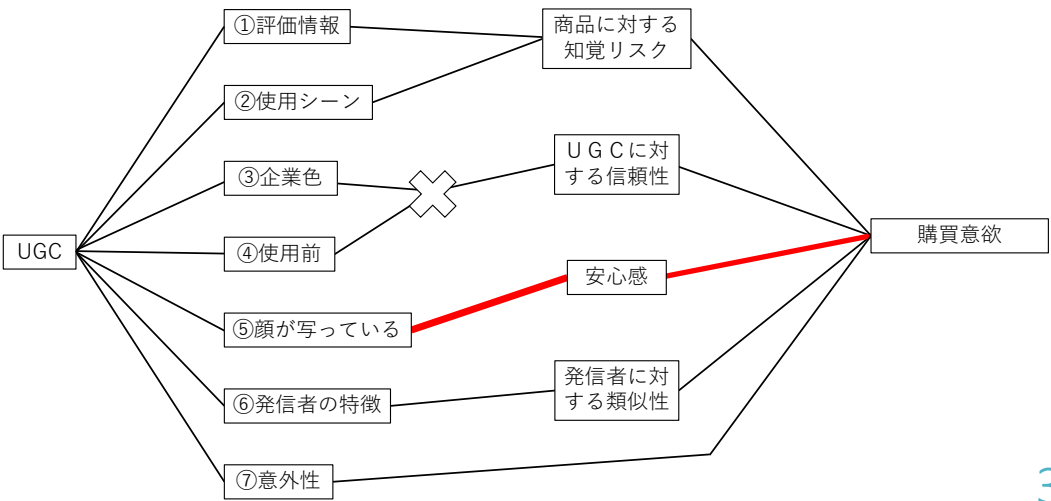 ①評価情報
商品に対する
知覚リスク
②使用シーン
③企業色
ＵＧＣに対
する信頼性
UGC
④使用前
購買意欲
安心感
⑤顔が写っている
⑥発信者の特徴
発信者に対
する類似性
⑦意外性